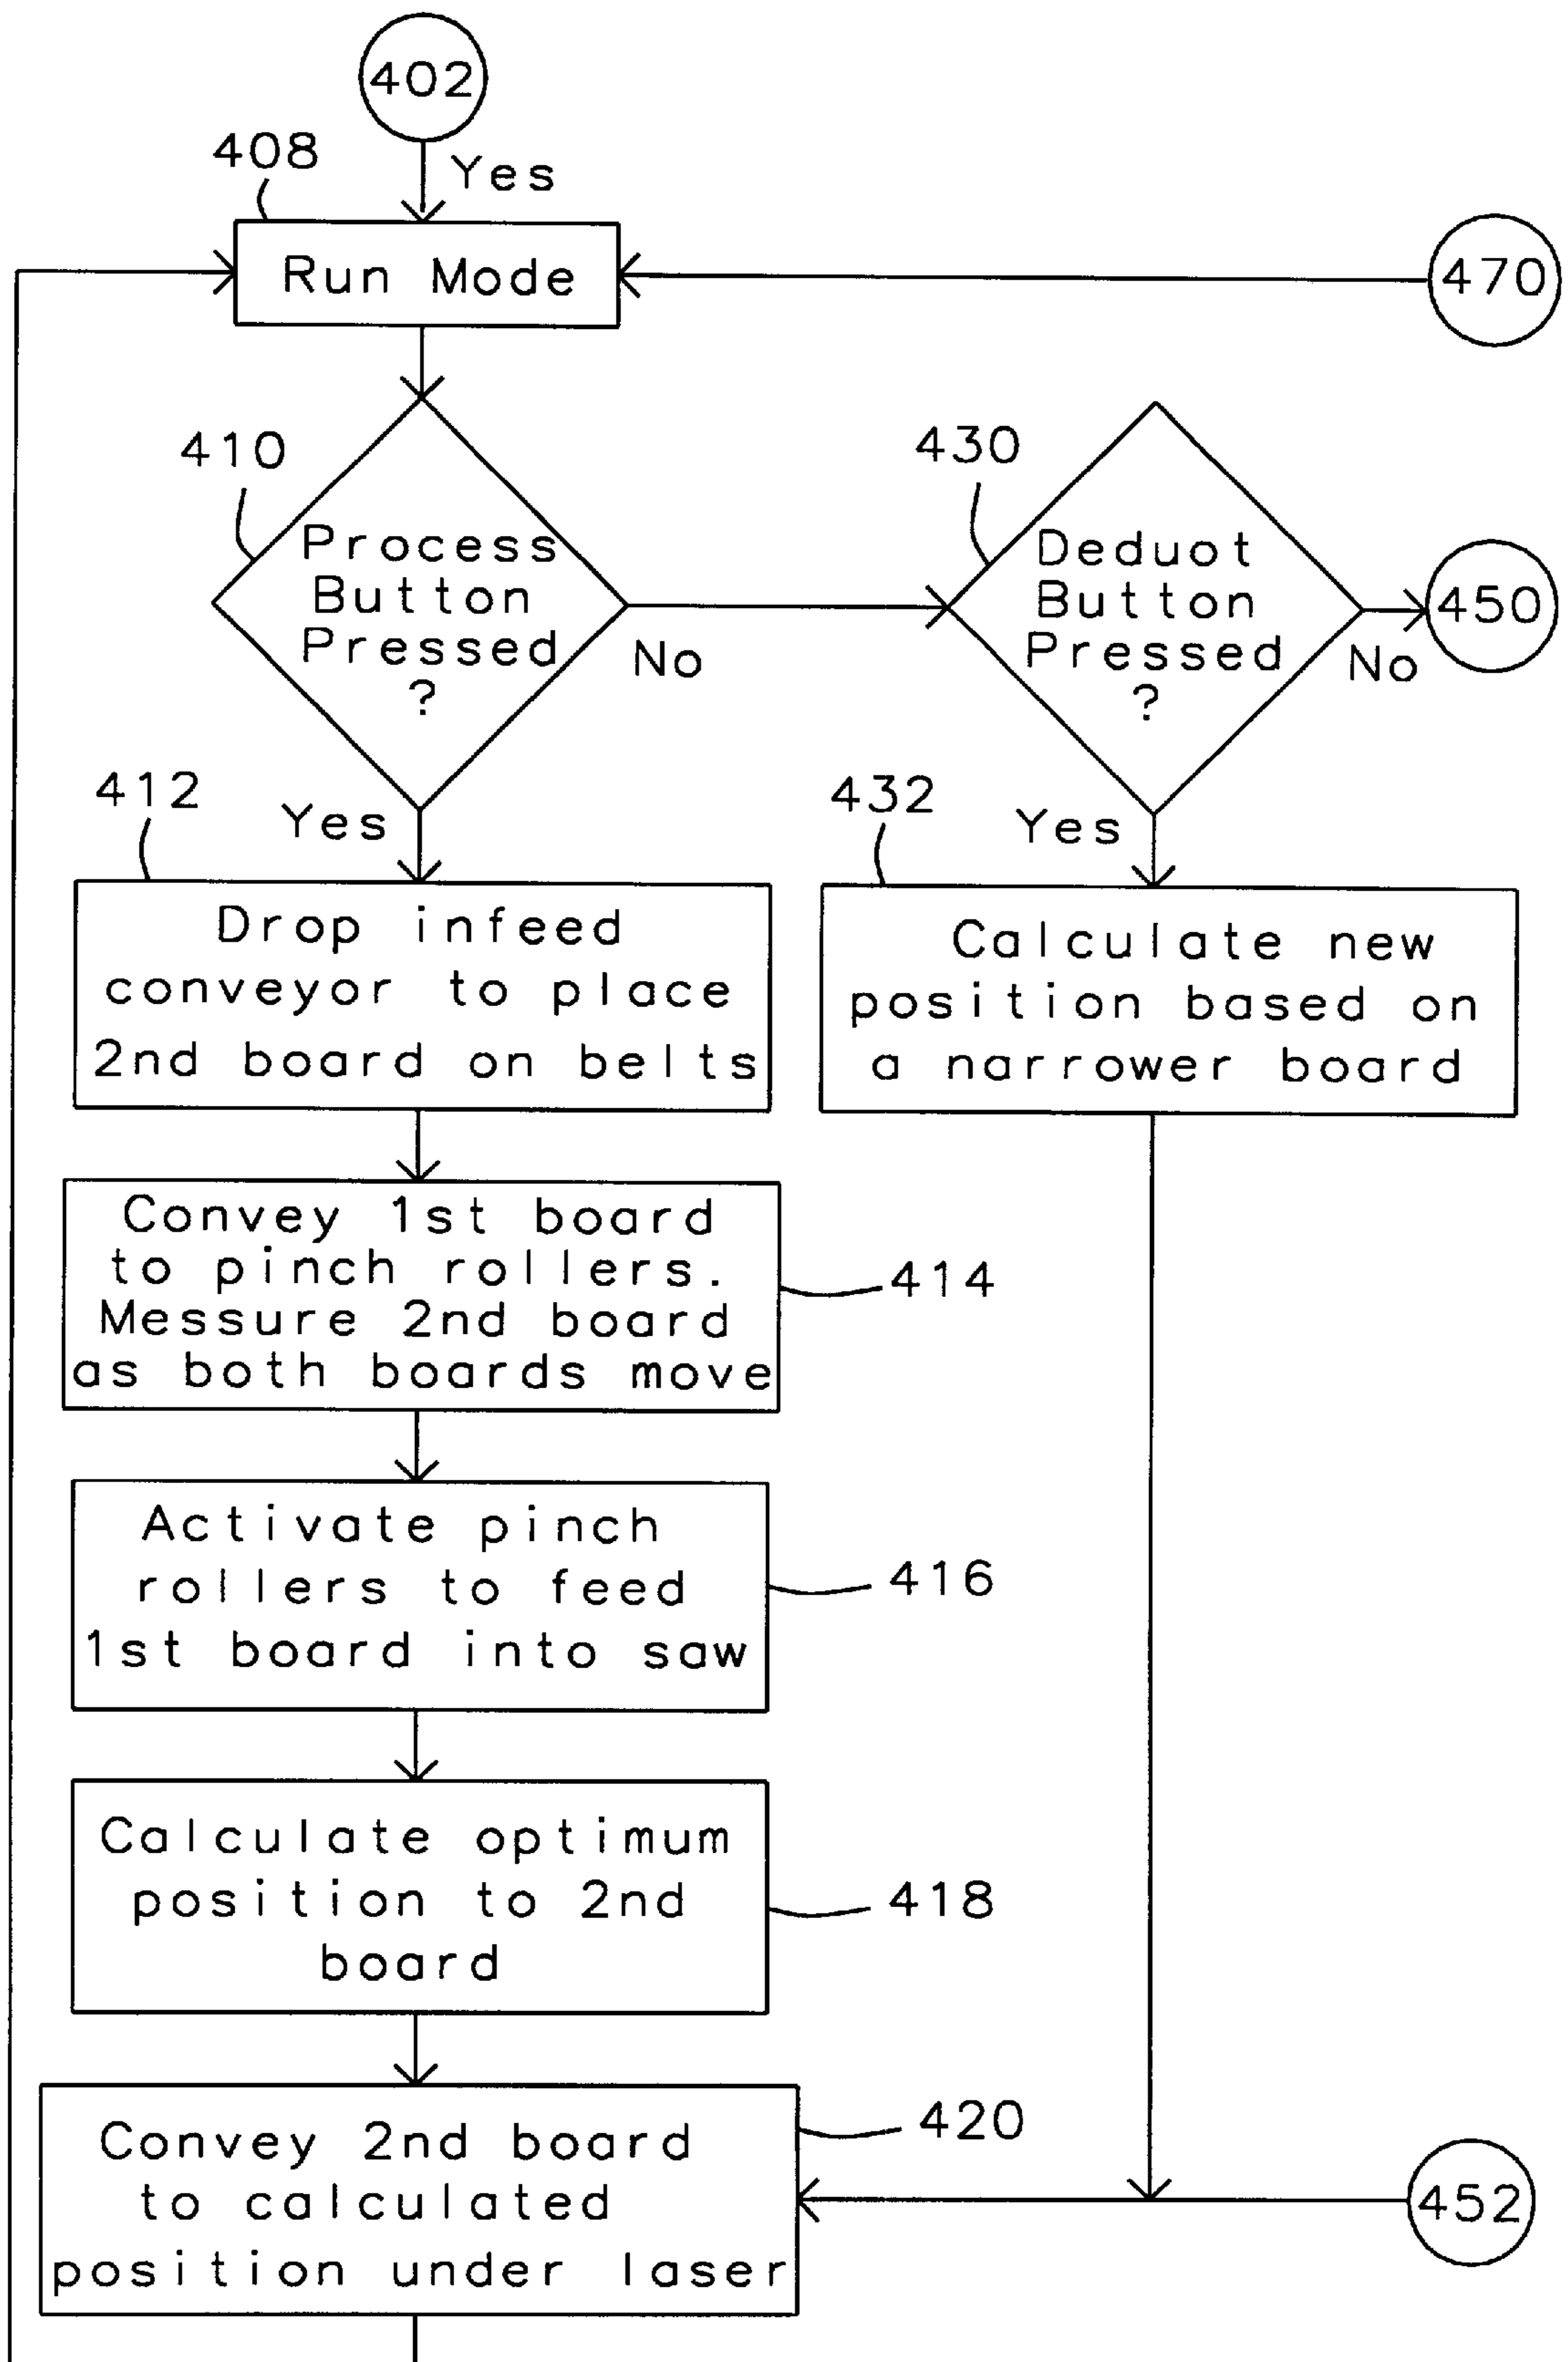 402
408
Yes
Run Mode
470
410
Process
Button
Pressed
?
No
430
Deduot
Button
Pressed
?
No
450
412
Yes
Drop infeed
conveyor to place
2nd board on belts
432
Yes
Calculate new
position based on
a narrower board
Convey 1st board
to pinch rollers.
Messure 2nd board
as both boards move
414
Activate pinch
rollers to feed
1st board into saw
416
Calculate optimum
position to 2nd
board
418
Convey 2nd board
to calculated
position under laser
420
452